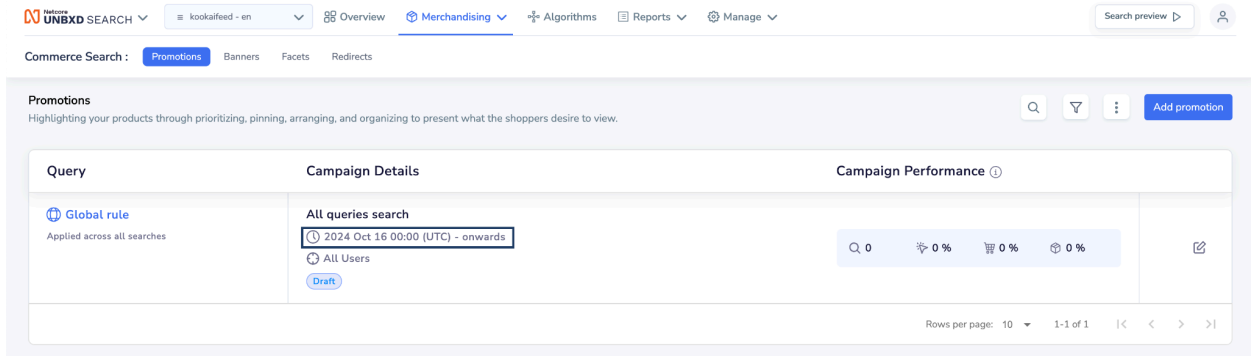 Netcore
UNBXD SEARCH
kookaifeed - en
Overview
Merchandising
Algorithms
Reports
Manage
Search preview
Commerce Search :
Promotions
Banners
Facets
Redirects
Promotions
Highlighting your products through prioritizing, pinning, arranging, and organizing to present what the shoppers desire to view.
Add promotion
Query
Campaign Details
Campaign Performance
Global rule
Applied across all searches
All queries search
2024 Oct 16 00:00 (UTC) - onwards
All Users
Draft
0
0 %
0 %
0 %
Rows per page: 10
1-1 of 1